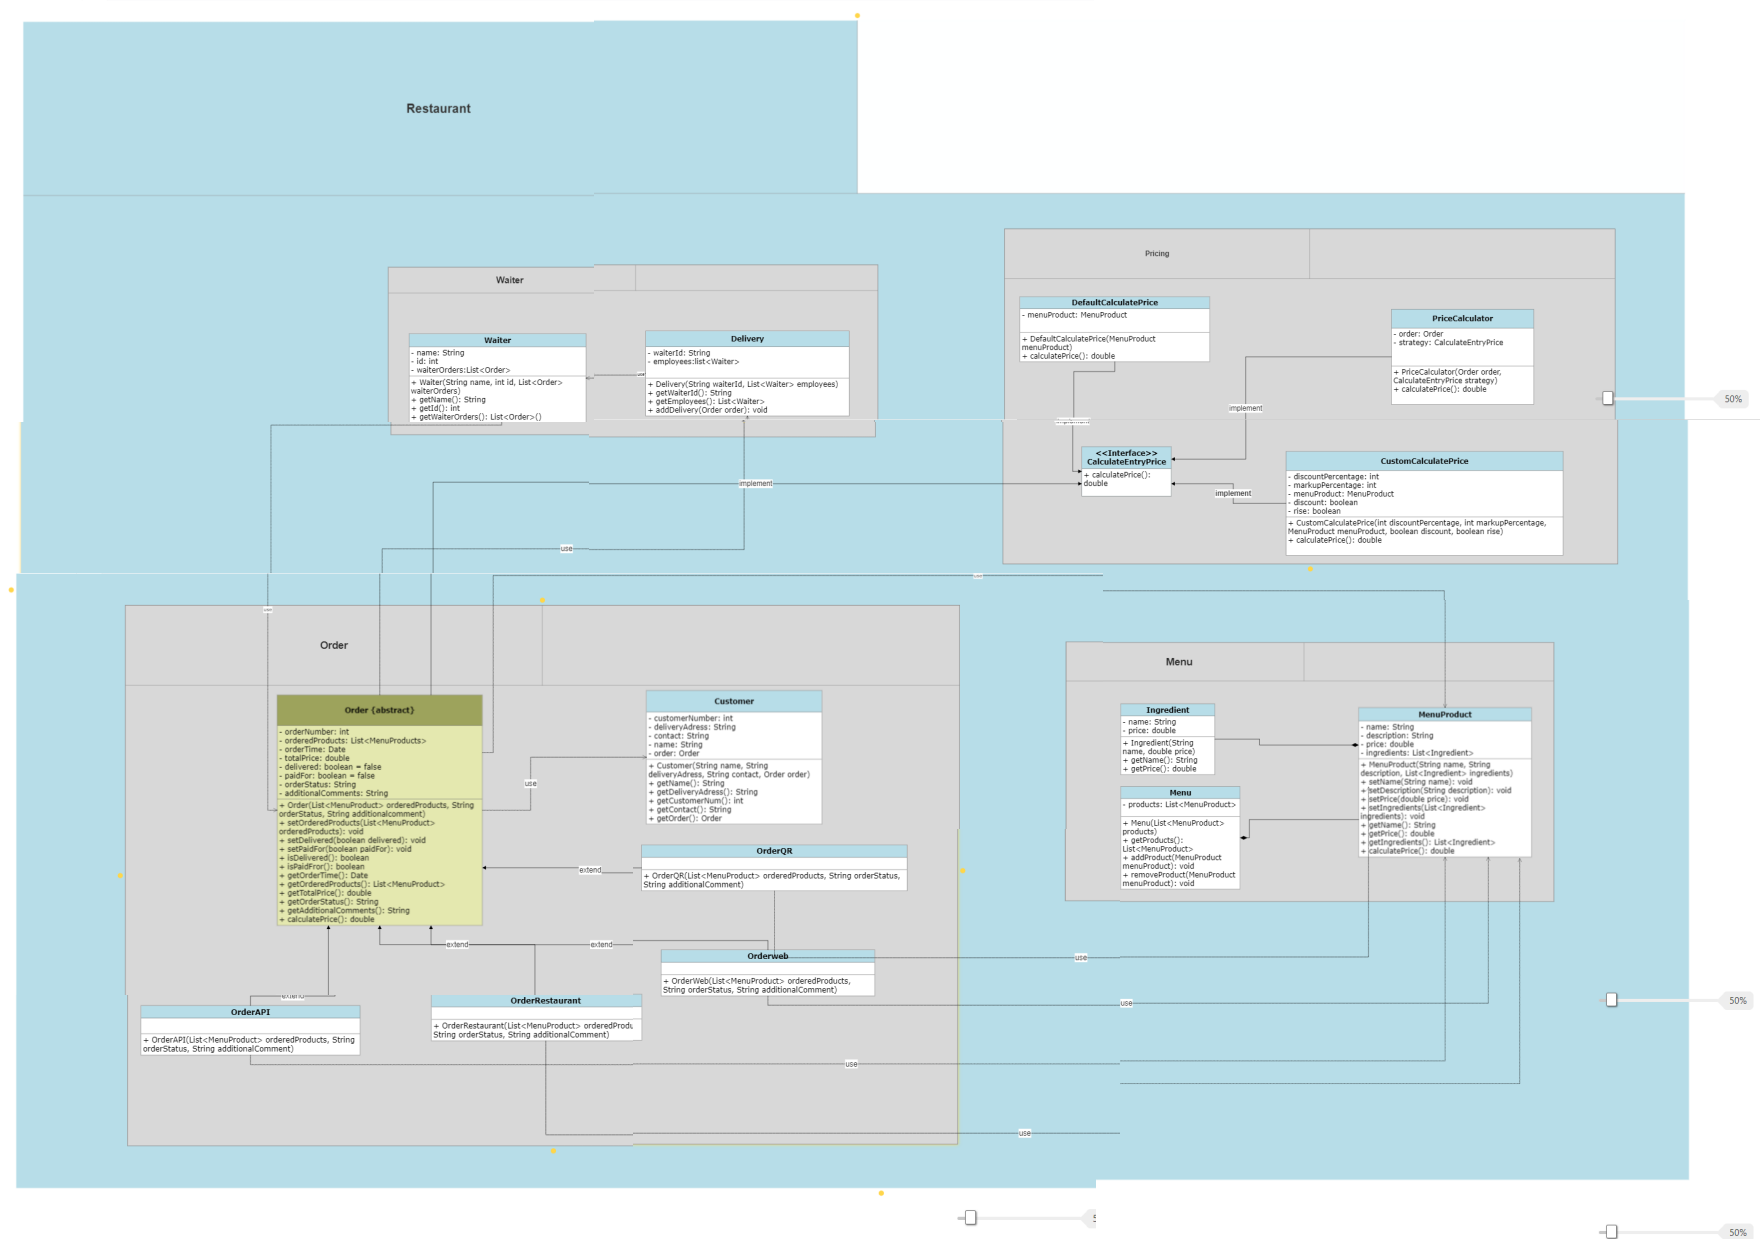 Restaurant
Waiter
Waiter
- name: String
- id: int
- waiterOrders:List<Order>
+ Waiter(String name, int id, List<Order>
waiterOrders)
+ getName(): String
+ getId(): int
+ getWaiterOrders(): List<Order>()
Delivery
- waiterId: String
- employees:list<Waiter>
+ Delivery(String waiterId, List<Waiter> employees)
+ getWaiterId(): String
+ getEmployees(): List<Waiter>
+ addDelivery(Order order): void
use
Pricing
DefaultCalculatePrice
- menuProduct: MenuProduct
+ DefaultCalculatePrice(MenuProduct
menuProduct)
+ calculatePrice(): double
PriceCalculator
- order: Order
- strategy: CalculateEntryPrice
+ PriceCalculator(Order order,
CalculateEntryPrice strategy)
+ calculatePrice(): double
50%
implement
implement
<<Interface>>
CalculateEntryPrice
+ calculatePrice():
double
CustomCalculatePrice
- discountPercentage: int
- markupPercentage: int
- menuProduct: MenuProduct
- discount: boolean
- rise: boolean
+ CustomCalculatePrice(int discountPercentage, int markupPercentage,
MenuProduct menuProduct, boolean discount, boolean rise)
+ calculatePrice(): double
implement
implement
use
use
use
Order
Order {abstract}
- orderNumber: int
- orderedProducts: List<MenuProducts>
- orderTime: Date
- totalPrice: double
- delivered: boolean = false
- paidFor: boolean = false
- orderStatus: String
- additionalComments: String
+ Order(List<MenuProduct> orderedProducts, String
orderStatus, String additionalcomment)
+ setOrderedProducts(List<MenuProduct>
orderedProducts): void
+ setDelivered(boolean delivered): void
+ setPaidFor(boolean paidFor): void
+ isDelivered(): boolean
+ isPaidFror(): boolean
+ getOrderTime(): Date
+ getOrderedProducts(): List<MenuProduct>
+ getTotalPrice(): double
+ getOrderStatus(): String
+ getAdditionalComments(): String
+ calculatePrice(): double
Customer
- customerNumber: int
- deliveryAdress: String
- contact: String
- name: String
- order: Order
+ Customer(String name, String
deliveryAdress, String contact, Order order)
+ getName(): String
+ getDeliveryAdress(): String
+ getCustomerNum(): int
+ getContact(): String
+ getOrder(): Order
use
OrderQR
+ OrderQR(List<MenuProduct> orderedProducts, String orderStatus,
String additionalComment)
extend
extend
extend
extend
Orderweb
+ OrderWeb(List<MenuProduct> orderedProducts,
String orderStatus, String additionalComment)
OrderAPI
+ OrderAPI(List<MenuProduct> orderedProducts, String
orderStatus, String additionalComment)
OrderRestaurant
+ OrderRestaurant(List<MenuProduct> orderedProdu
String orderStatus, String additionalComment)
Menu
Ingredient
- name: String
- price: double
+ Ingredient(String
name, double price)
+ getName(): String
+ getPrice(): double
Menu
- products: List<MenuProduct>
+ Menu(List<MenuProduct>
products)
+ getProducts():
List<MenuProduct>
+ addProduct(MenuProduct
menuProduct): void
+ removeProduct(MenuProduct
menuProduct): void
MenuProduct
- name: String
- description: String
- price: double
- ingredients: List<Ingredient>
+ MenuProduct(String name, String
description, List<Ingredient> ingredients)
+ setName(String name): void
+ setDescription(String description): void
+ setPrice(double price): void
+ setIngredients(List<Ingredient>
ingredients): void
+ getName(): String
+ getPrice(): double
+ getIngredients(): List<Ingredient>
+ calculatePrice(): double
use
use
use
use
50%
50%